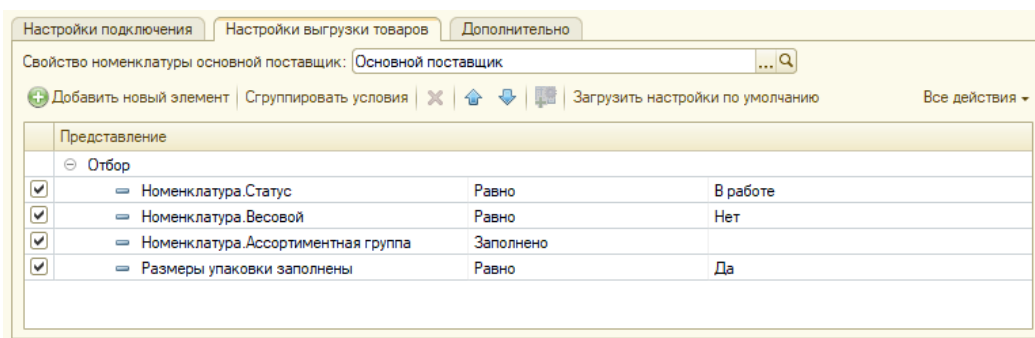 Настройки подключения Настройки выгрузки товаров Дополнительно
Свойство номенклатуры основной поставщик: Основной поставщик ...
Добавить новый элемент Сгруппировать условия Загрузить настройки по умолчанию Все действия
Представление
Отбор
Номенклатура.Статус Равно В работе
Номенклатура.Весовой Равно Нет
Номенклатура.Ассортиментная группа Заполнено
Размеры упаковки заполнены Равно Да